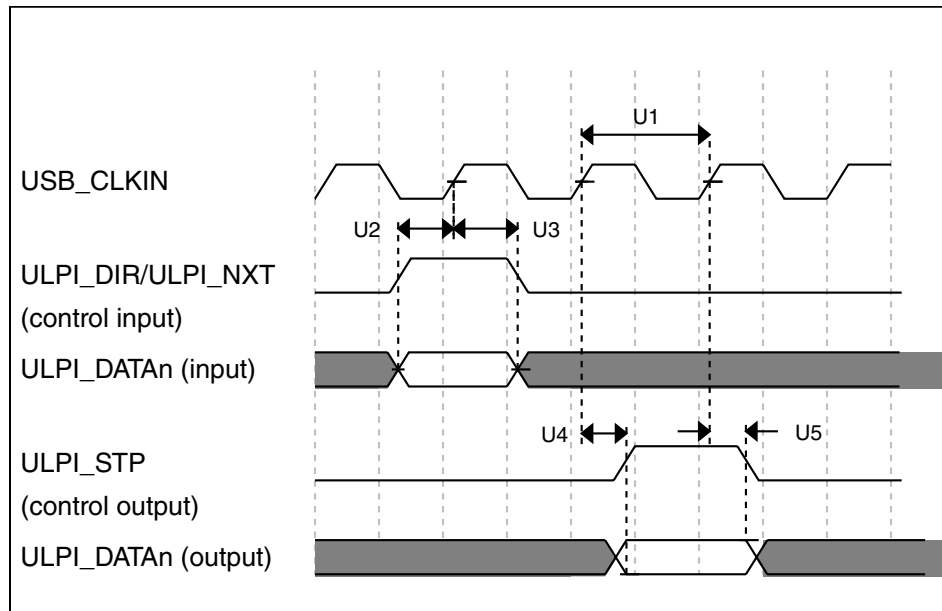 U1
USB_CLKIN
U2
U3
ULPI_DIR/ULPI_NXT
(control input)
ULPI_DATAn (input)
U4
U5
ULPI_STP
(control output)
ULPI_DATAn (output)